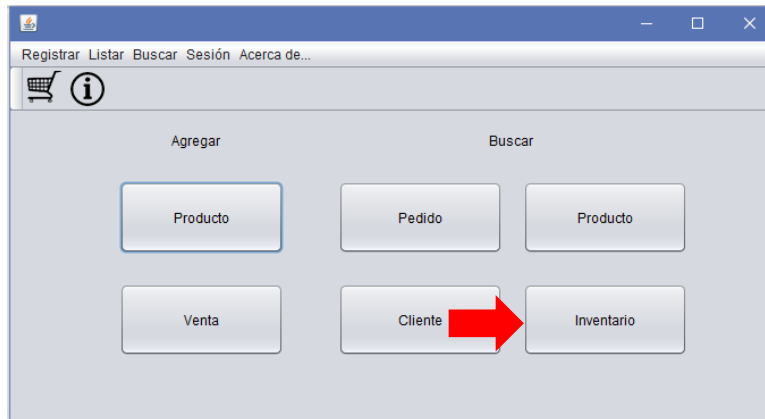 Registrar Listar Buscar Sesión Acerca de...
Agregar Buscar
Producto Pedido Producto
Venta Cliente Inventario